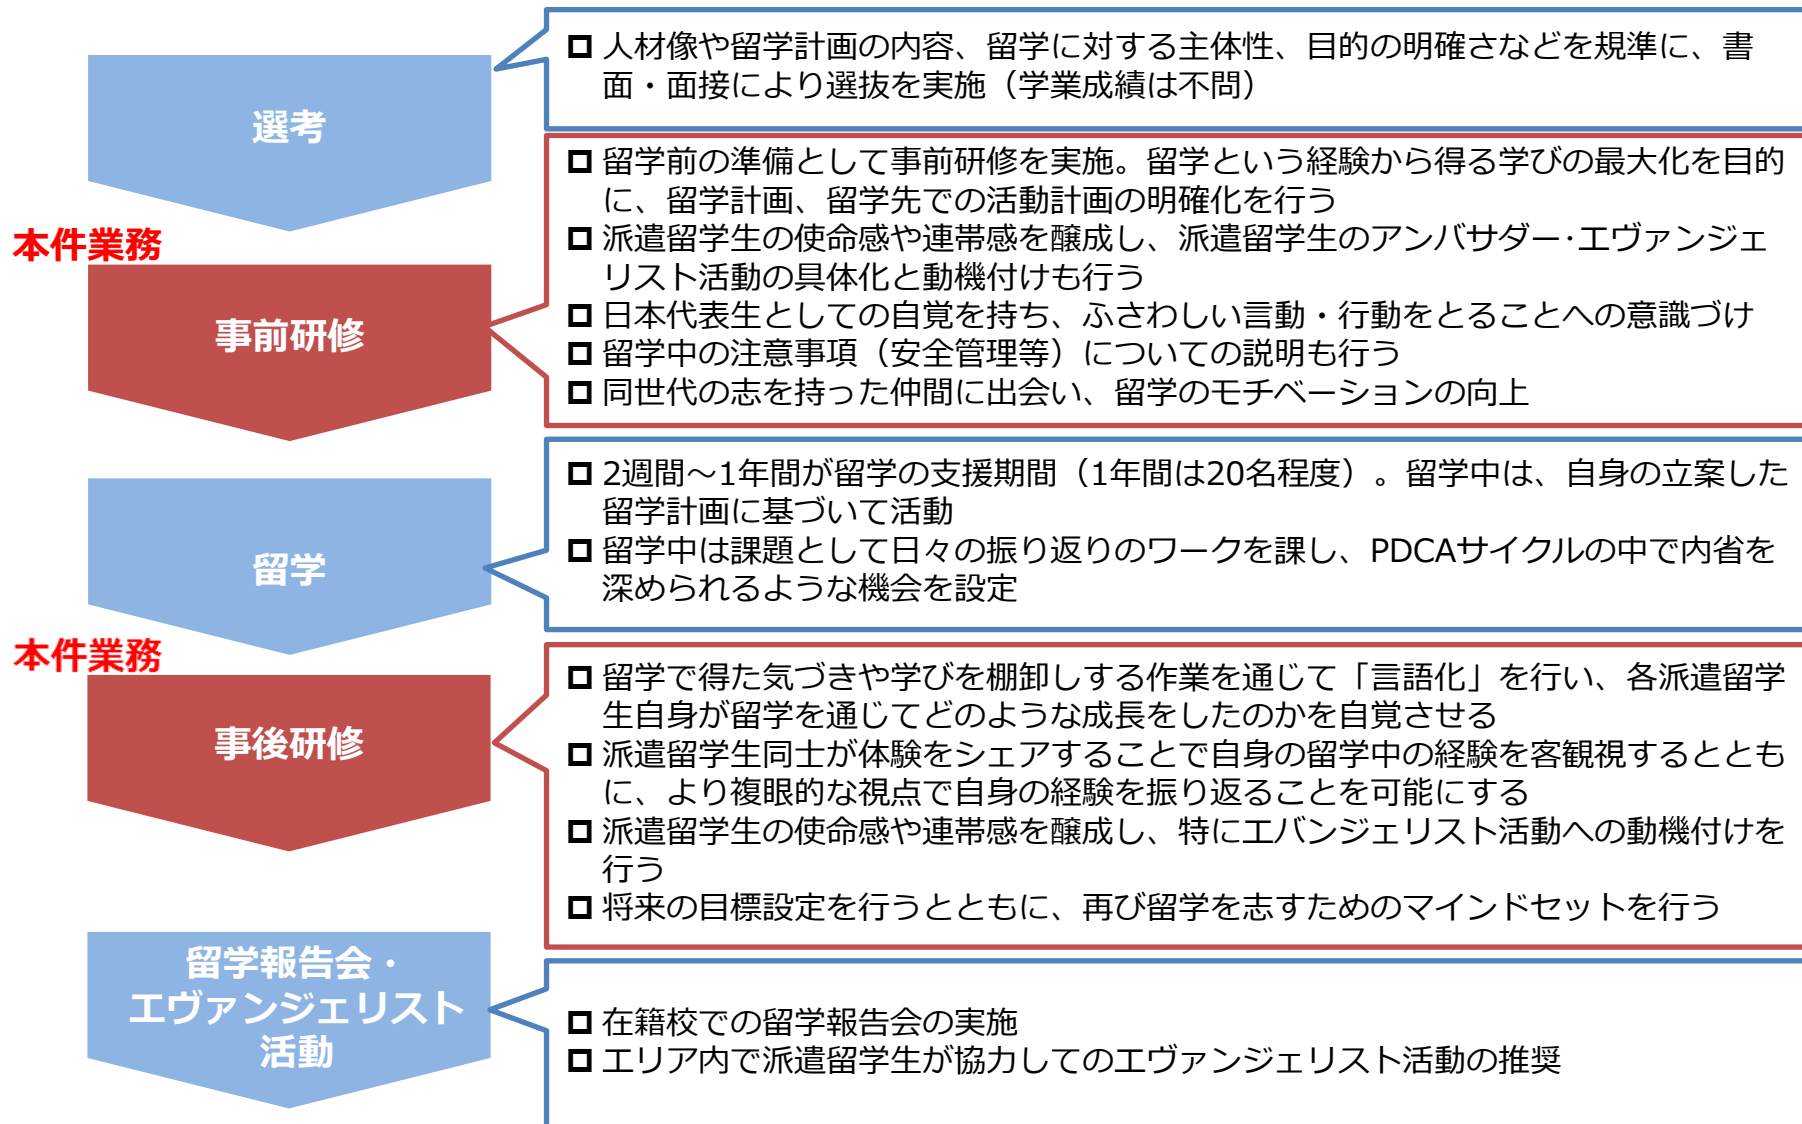 選考
人材像や留学計画の内容、留学に対する主体性、目的の明確さなどを規準に、書
面・面接により選抜を実施（学業成績は不問）
本件業務
事前研修
留学前の準備として事前研修を実施。留学という経験から得る学びの最大化を目的
に、留学計画、留学先での活動計画の明確化を行う
派遣留学生の使命感や連帯感を醸成し、派遣留学生のアンバサダー･エヴァンジェ
リスト活動の具体化と動機付けも行う
日本代表生としての自覚を持ち、ふさわしい言動・行動をとることへの意識づけ
留学中の注意事項（安全管理等）についての説明も行う
同世代の志を持った仲間に出会い、留学のモチベーションの向上
留学
2週間～1年間が留学の支援期間（1年間は20名程度）。留学中は、自身の立案した
留学計画に基づいて活動
留学中は課題として日々の振り返りのワークを課し、PDCAサイクルの中で内省を
深められるような機会を設定
本件業務
事後研修
留学で得た気づきや学びを棚卸しする作業を通じて「言語化」を行い、各派遣留学
生自身が留学を通じてどのような成長をしたのかを自覚させる
派遣留学生同士が体験をシェアすることで自身の留学中の経験を客観視するととも
に、より複眼的な視点で自身の経験を振り返ることを可能にする
派遣留学生の使命感や連帯感を醸成し、特にエバンジェリスト活動への動機付けを
行う
将来の目標設定を行うとともに、再び留学を志すためのマインドセットを行う
留学報告会・
エヴァンジェリスト
活動
在籍校での留学報告会の実施
エリア内で派遣留学生が協力してのエヴァンジェリスト活動の推奨